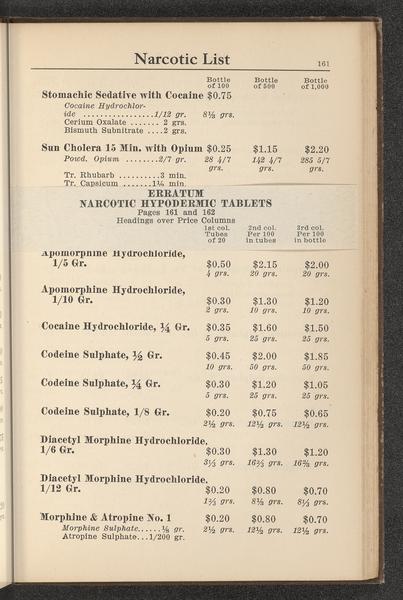 Narcotic List 161
Bottle of 100 Bottle of 500 Bottle of 1,000
Stomachic Sedative with Cocaine $0.75
Cocaine Hydrochlor-
ide ................1/12 gr. 8⅓ grs.
Cerium Oxalate ....... 2 grs.
Bismuth Subnitrate ....2 grs.
Sun Cholera 15 Min. with Opium $0.25 $1.15 $2.20
Powd. Opium ........2/7 gr. 28 4/7 grs. 142 4/7 grs. 285 5/7 grs.
Tr. Rhubarb ..........3 min.
Tr. Capsicum .......1¼ min.
ERRATUM
NARCOTIC HYPODERMIC TABLETS
Pages 161 and 162
Headings over Price Columns
1st col. 2nd col. 3rd col.
Tubes Per 100 Per 100
of 20 in tubes in bottle
Apomorphine Hydrochloride,
1/5 Gr. $0.50 $2.15 $2.00
4 grs. 20 grs. 20 grs.
Apomorphine Hydrochloride,
1/10 Gr. $0.30 $1.30 $1.20
2 grs. 10 grs. 10 grs.
Cocaine Hydrochloride, ¼ Gr. $0.35 $1.60 $1.50
5 grs. 25 grs. 25 grs.
Codeine Sulphate, ½ Gr. $0.45 $2.00 $1.85
10 grs. 50 grs. 50 grs.
Codeine Sulphate, ¼ Gr. $0.30 $1.20 $1.05
5 grs. 25 grs. 25 grs.
Codeine Sulphate, 1/8 Gr. $0.20 $0.75 $0.65
2½ grs. 12½ grs. 12½ grs.
Diacetyl Morphine Hydrochloride,
1/6 Gr. $0.30 $1.30 $1.20
3⅓ grs. 16⅔ grs. 16⅔ grs.
Diacetyl Morphine Hydrochloride,
1/12 Gr. $0.20 $0.80 $0.70
1⅔ grs. 8⅓ grs. 8⅓ grs.
Morphine & Atropine No. 1 $0.20 $0.80 $0.70
Morphine Sulphate......⅛ gr. 2½ grs. 12½ grs. 12½ grs.
Atropine Sulphate...1/200 gr.